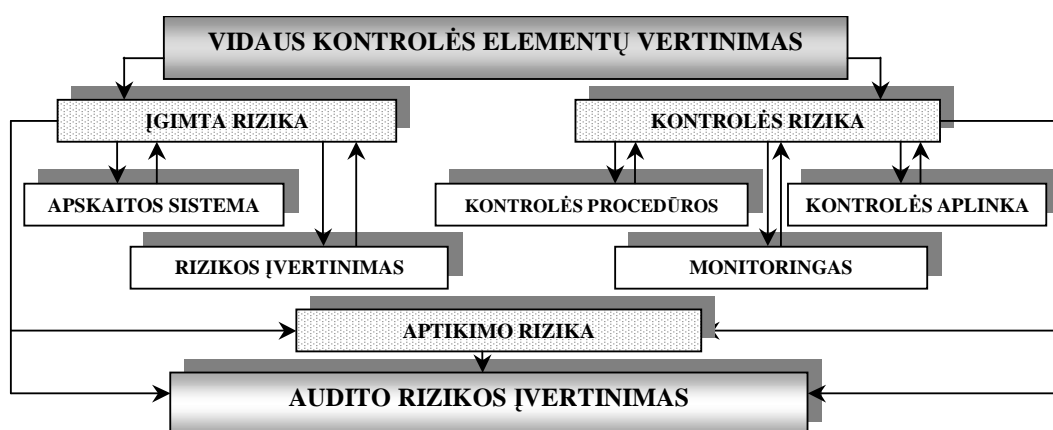 VIDAUS KONTROLĖS ELEMENTŲ VERTINIMAS
ĮGIMTA RIZIKA
KONTROLĖS RIZIKA
APSKAITOS SISTEMA
KONTROLĖS PROCEDŪROS
KONTROLĖS APLINKA
RIZIKOS ĮVERTINIMAS
MONITORINGAS
APTIKIMO RIZIKA
AUDITO RIZIKOS ĮVERTINIMAS